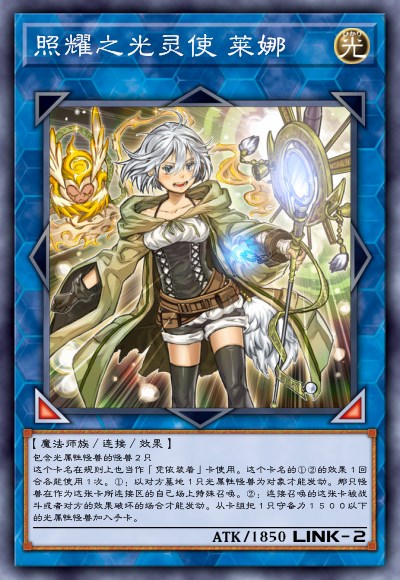 照耀之光灵使 莱娜
光
【魔法师族／连接／效果】
包含光属性怪兽的怪兽２只
这个卡名在规则上也当作「凭依装着」卡使用。这个卡名的①②的效果１回
合各能使用１次。①：以对方墓地１只光属性怪兽为对象才能发动。那只怪
兽在作为这张卡所连接区的自己场上特殊召唤。②：连接召唤的这张卡被战
斗或者对方的效果破坏的场合才能发动。从卡组把１只守备力１５００以下
的光属性怪兽加入手卡。
ATK/1850 LINK-2